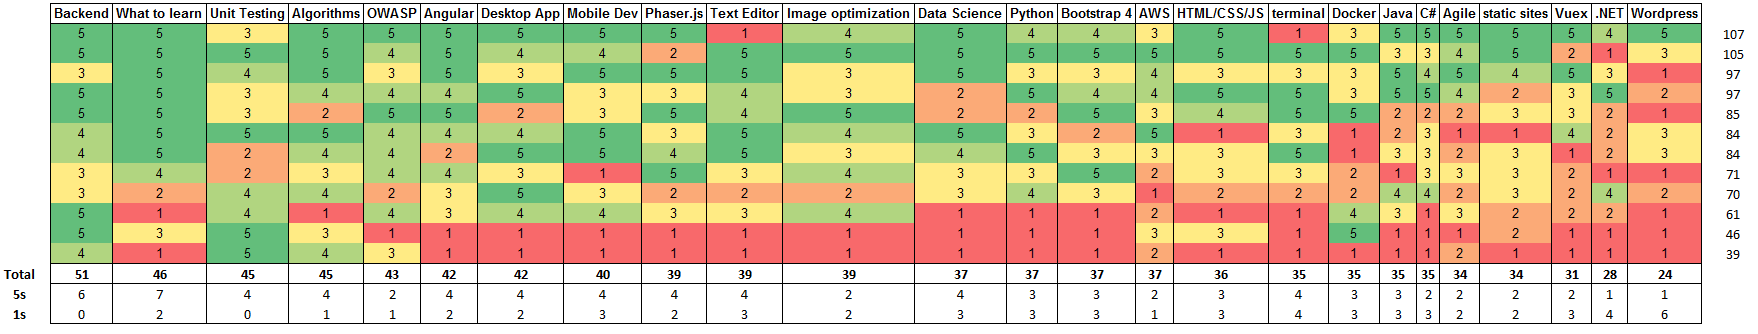 Backend What to learn Unit Testing Algorithms OWASP Angular Desktop App Mobile Dev Phaser.js Text Editor Image optimization Data Science Python Bootstrap 4 AWS HTML/CSS/JS terminal Docker Java C# Agile static sites Vuex .NET Wordpress
5 5 3 5 5 5 5 5 5 1 4 5 4 4 3 5 1 3 5 5 5 5 5 4 5 107
5 5 5 5 4 5 4 4 2 5 5 5 5 5 5 5 5 5 3 3 4 5 2 1 3 105
3 5 4 5 3 5 3 5 5 5 3 5 3 3 4 3 3 3 5 4 5 4 5 3 1 97
5 5 3 4 4 4 5 3 3 4 3 2 5 4 4 5 5 3 5 5 4 2 3 5 2 97
5 5 3 2 5 5 2 3 5 4 5 2 2 5 3 4 5 5 2 2 2 3 3 2 1 85
4 5 5 5 4 4 4 5 3 5 4 5 3 2 5 1 3 1 2 3 1 1 4 2 3 84
4 5 2 4 4 2 5 5 4 5 3 4 5 3 3 3 5 1 3 3 2 3 1 2 3 84
3 4 2 3 4 4 3 1 5 3 3 3 3 5 2 3 3 2 1 3 2 3 2 1 1 71
3 2 4 4 2 3 5 3 2 2 2 3 4 3 1 2 2 2 4 4 2 3 2 4 2 70
5 1 4 1 4 3 4 4 3 3 4 1 1 1 2 1 1 4 3 1 3 2 2 2 1 61
5 3 5 3 1 1 1 1 1 1 1 1 1 1 3 3 1 5 1 1 1 2 1 1 1 46
4 1 5 4 3 1 1 1 1 1 1 1 1 1 2 1 1 1 1 1 2 1 1 1 1 39
Total 51 46 45 45 43 42 42 40 39 39 39 37 37 37 37 36 35 35 35 35 34 34 31 28 24
5s 6 7 4 4 2 4 4 4 4 4 2 4 3 3 2 3 4 3 3 2 2 2 2 1 1
1s 0 2 0 1 1 2 2 3 2 3 2 3 3 3 1 3 4 3 3 3 2 2 3 4 6